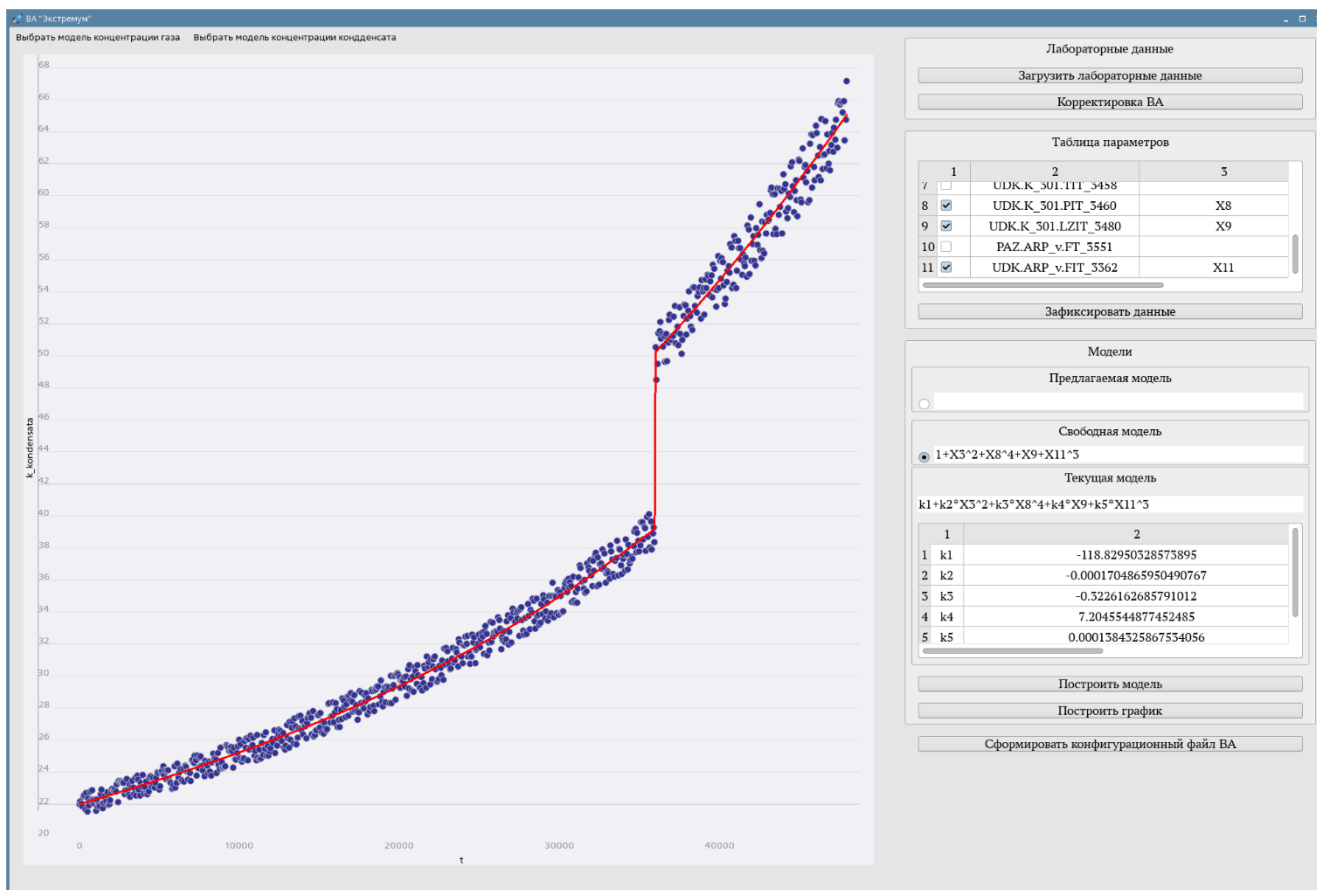 ВА "Экстремум"
Выбрать модель концентрации газа Выбрать модель концентрации кондденсата
68
66
64
62
60
58
56
54
52
50
48
46
44
42
40
38
36
34
32
30
28
26
24
22
20
k_kondensata
0 10000 20000 30000 40000
t
Лабораторные данные
Загрузить лабораторные данные
Корректировка ВА
Таблица параметров
1 2 3
7 UDK.K_301.TIT_3458
8 UDK.K_301.PIT_3460 X8
9 UDK.K_301.LZIT_3480 X9
10 PAZ.ARP_v.FT_3551
11 UDK.ARP_v.FIT_3362 X11
Зафиксировать данные
Модели
Предлагаемая модель
Свободная модель
1+X3^2+X8^4+X9+X11^3
Текущая модель
k1+k2*X3^2+k3*X8^4+k4*X9+k5*X11^3
1 2
1 k1 -118.82950328573895
2 k2 -0.0001704865950490767
3 k3 -0.3226162685791012
4 k4 7.2045544877452485
5 k5 0.0001384325867534056
Построить модель
Построить график
Сформировать конфигурационный файл ВА